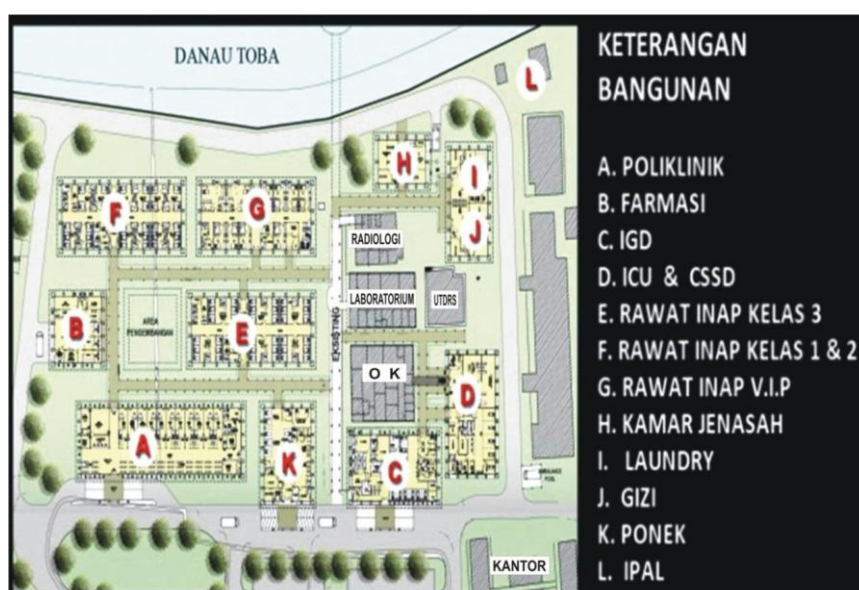 DANAU TOBA
L
H
I
F
G
J
RADIOLOGI
LABORATORIUM
UTDRS
B
AREA
PENGEMBANGAN
E
EKSISTING
O K
D
A
K
C
KANTOR
KETERANGAN
BANGUNAN
A. POLIKLINIK
B. FARMASI
C. IGD
D. ICU & CSSD
E. RAWAT INAP KELAS 3
F. RAWAT INAP KELAS 1 & 2
G. RAWAT INAP V.I.P
H. KAMAR JENASAH
I. LAUNDRY
J. GIZI
K. PONEK
L. IPAL